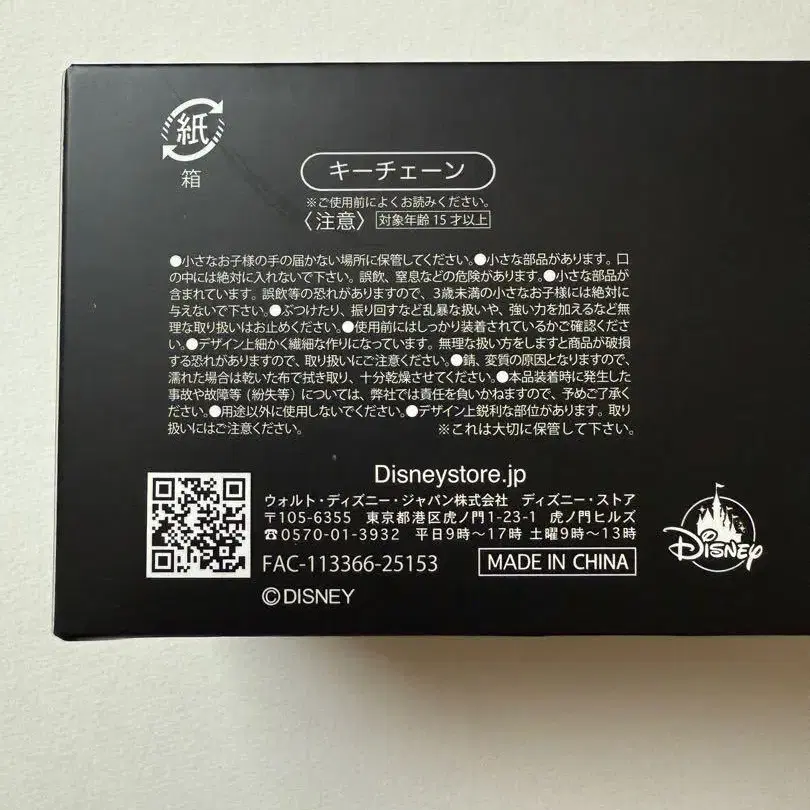 紙
箱
キーチェーン
※ご使用前によくお読みください。
〈注意〉 対象年齢15才以上
●小さなお子様の手の届かない場所に保管してください。●小さな部品があります。口
の中には絶対に入れないで下さい。誤飲、窒息などの危険があります。●小さな部品が
含まれています。誤飲等の恐れがありますので、3歳未満の小さなお子様には絶対に
与えないで下さい。●ぶつけたり、振り回すなど乱暴な扱いや、強い力を加えるなど無
理な取り扱いはお止めください。●使用前にはしっかり装着されているかご確認くださ
い。●デザイン上細かく繊細な作りになっています。無理な扱い方をしますと商品が破損
する恐れがありますので、取り扱いにご注意ください。●錆、変質の原因となりますので、
濡れた場合は乾いた布で拭き取り、十分乾燥させてください。●本品装着時に発生した
事故や故障等（紛失等）については、弊社では責任を負いかねますので、予めご了承く
ださい。●用途以外に使用しないでください。●デザイン上鋭利な部位があります。取り
扱いにはご注意ください。 ※これは大切に保管して下さい。
Disneystore.jp
ウォルト・ディズニー・ジャパン株式会社 ディズニー・ストア
〒105-6355 東京都港区虎ノ門1-23-1 虎ノ門ヒルズ
☎0570-01-3932 平日9時〜17時 土曜9時〜13時
FAC-113366-25153 MADE IN CHINA
©DISNEY
Disney